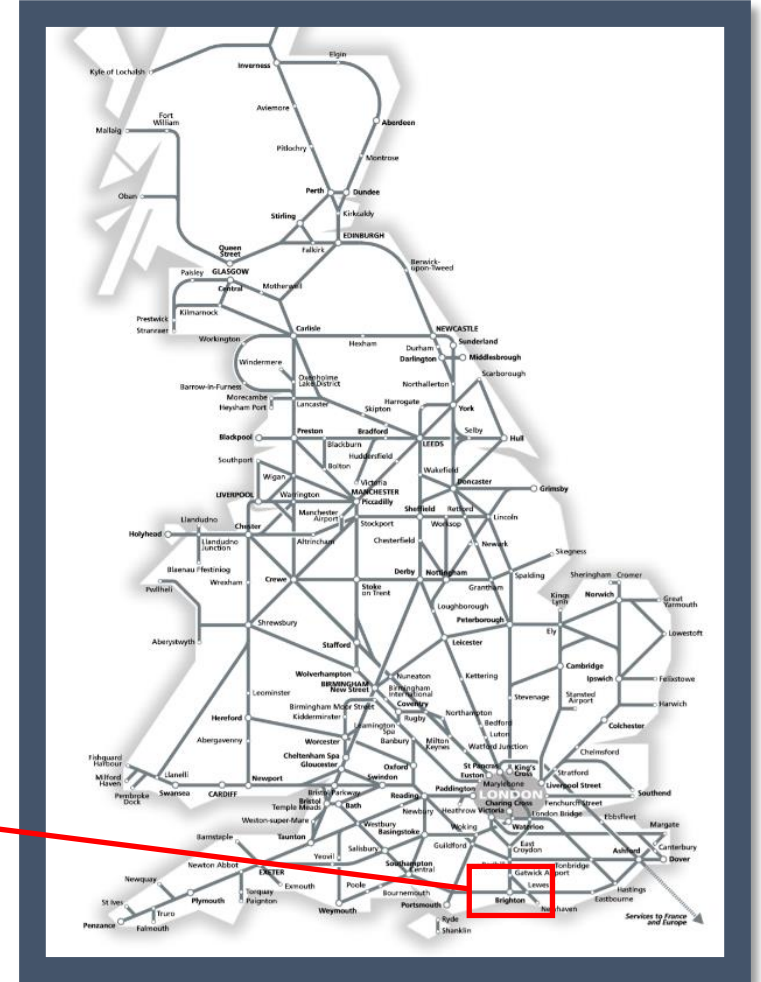 Elgin
Inverness
Kyle of Lochalsh
Aviemore
Fort
William
Aberdeen
Mallaig
Pitlochry
Montrose
Perth
Dundee
Oban
Kirkcaldy
Stirling
EDINBURGH
Queen
Street
Falkirk
Berwick-
upon-Tweed
Paisley
GLASGOW
Central
Motherwell
Kilmarnock
Prestwick
Stranraer
Carlisle
NEWCASTLE
Workington
Hexham
Sunderland
Durham
Darlington
Middlesbrough
Windermere
Scarborough
Oxenholme
Lake District
Barrow-in-Furness
Northallerton
Morecambe
Heysham Port
Lancaster
Harrogate
York
Skipton
Blackpool
Preston
Bradford
LEEDS
Selby
Hull
Blackburn
Huddersfield
Southport
Bolton
Wakefield
Wigan
Victoria
Doncaster
LIVERPOOL
Warrington
MANCHESTER
Piccadilly
Grimsby
Manchester
Airport
Sheffield
Retford
Lincoln
Llandudno
Chester
Stockport
Worksop
Holyhead
Llandudno
Junction
Altrincham
Chesterfield
Newark
Skegness
Blaenau Ffestiniog
Wrexham
Crewe
Derby
Nottingham
Pwllheli
Stoke
on Trent
Grantham
Spalding
Sheringham
Cromer
Kings
Lynn
Norwich
Great
Yarmouth
Loughborough
Peterborough
Shrewsbury
Ely
Lowestoft
Aberystwyth
Stafford
Leicester
Cambridge
Wolverhampton
Nuneaton
Kettering
Ipswich
Felixstowe
BIRMINGHAM
New Street
Birmingham
International
Leominster
Stevenage
Stansted
Airport
Harwich
Birmingham Moor Street
Coventry
Northampton
Hereford
Kidderminster
Rugby
Bedford
Colchester
Leamington
Spa
Abergavenny
Worcester
Banbury
Milton
Keynes
Luton
Watford Junction
Chelmsford
Fishguard
Harbour
Cheltenham Spa
Gloucester
Oxford
St Pancras
King's
Cross
Euston
Stratford
Milford
Haven
Llanelli
Newport
Swindon
Paddington
Marylebone
Liverpool Street
Pembroke
Dock
Swansea
CARDIFF
Bristol Parkway
Reading
LONDON
Southend
Bristol
Temple Meads
Bath
Newbury
Heathrow
Victoria
Charing Cross
Fenchurch Street
London Bridge
Ebbsfleet
Weston-super-Mare
Westbury
Basingstoke
Woking
Waterloo
Margate
Barnstaple
Taunton
Salisbury
Guildford
East
Croydon
Canterbury
Yeovil
Southampton
Central
Tonbridge
Ashford
Dover
Newton Abbot
EXETER
Gatwick Airport
Newquay
Exmouth
Poole
Bournemouth
Lewes
Hastings
St Ives
Plymouth
Torquay
Paignton
Weymouth
Portsmouth
Brighton
Eastbourne
Truro
Newhaven
Penzance
Falmouth
Ryde
Shanklin
Services to France
and Europe